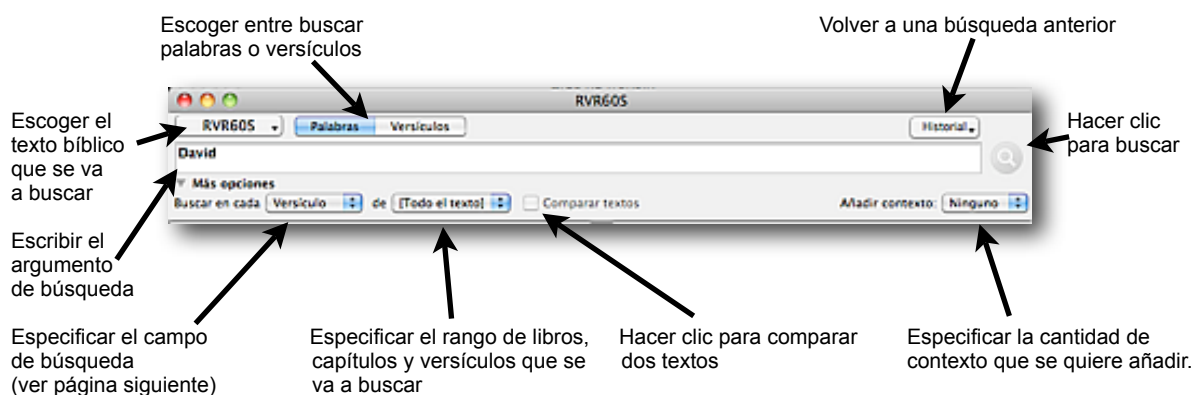 Escoger entre buscar
palabras o versículos
Volver a una búsqueda anterior
RVR60S
Escoger el
texto bíblico
que se va
a buscar
RVR60S
Palabras
Versículos
Historial
Hacer clic
para buscar
David
Más opciones
Buscar en cada Versículo de [Todo el texto] Comparar textos Añadir contexto: Ninguno
Escribir el
argumento
de búsqueda
Especificar el campo
de búsqueda
(ver página siguiente)
Especificar el rango de libros,
capítulos y versículos que se
va a buscar
Hacer clic para comparar
dos textos
Especificar la cantidad de
contexto que se quiere añadir.